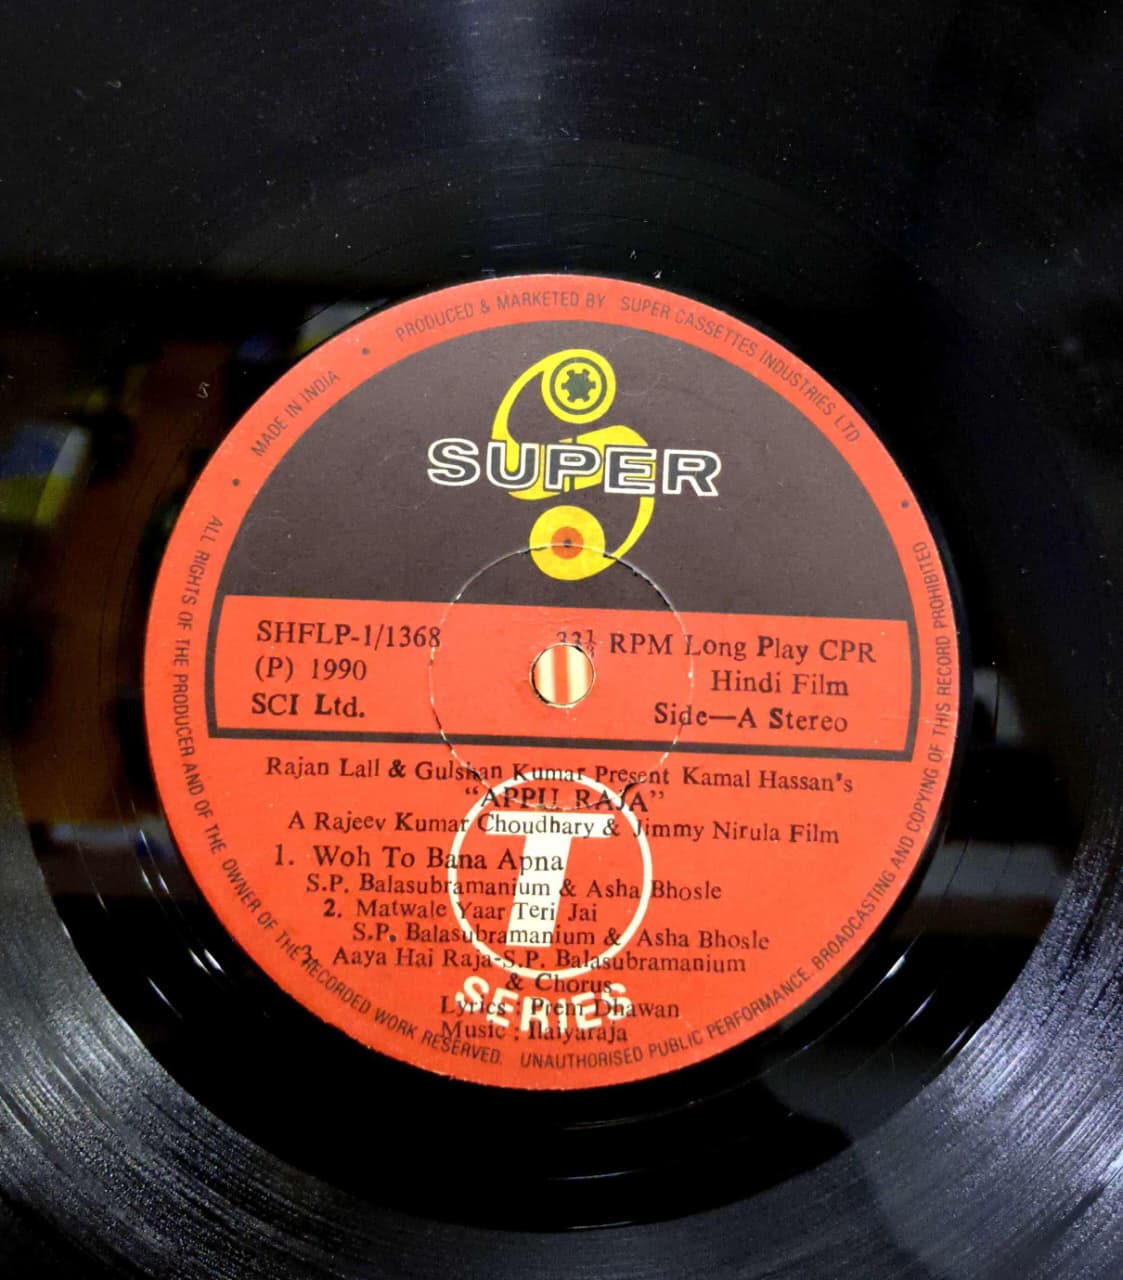 MADE IN INDIA • PRODUCED & MARKETED BY SUPER CASSETTES INDUSTRIES LTD •
SUPER
SHFLP-1/1368
33⅓ RPM Long Play CPR
(P) 1990
Hindi Film
SCI Ltd.
Side—A Stereo
Rajan Lall & Gulshan Kumar Present Kamal Hassan's
"APPU RAJA"
A Rajeev Kumar Choudhary & Jimmy Nirula Film
1. Woh To Bana Apna
S.P. Balasubramanium & Asha Bhosle
2. Matwale Yaar Teri Jai
S.P. Balasubramanium & Asha Bhosle
3. Aaya Hai Raja-S.P. Balasubramanium
& Chorus
Lyrics : Prem Dhawan
Music : Ilaiyaraja
T
SERIES
ALL RIGHTS OF THE PRODUCER AND OF THE OWNER OF THE RECORDED WORK RESERVED. UNAUTHORISED PUBLIC PERFORMANCE. BROADCASTING AND COPYING OF THIS RECORD PROHIBITED